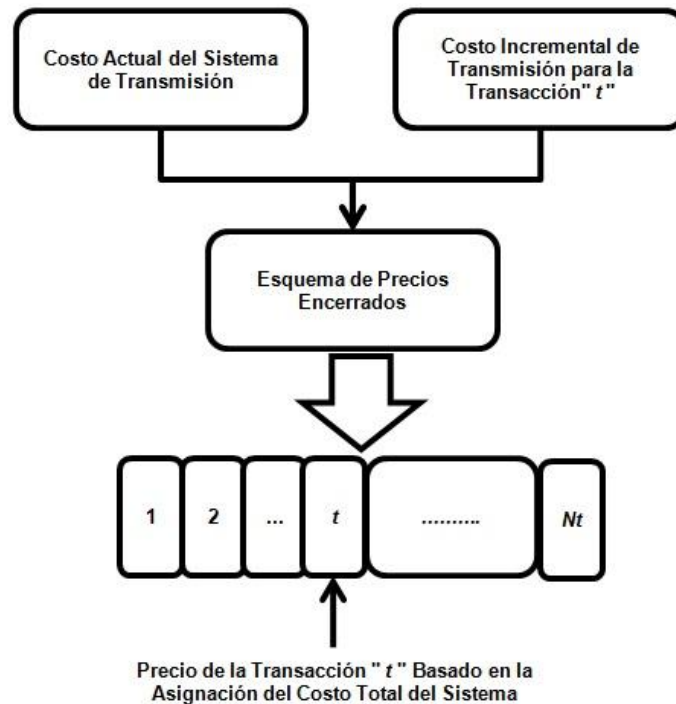 Costo Actual del Sistema
de Transmisión
Costo Incremental de
Transmisión para la
Transacción" t "
Esquema de Precios
Encerrados
1
2
...
t
..........
Nt
Precio de la Transacción " t " Basado en la
Asignación del Costo Total del Sistema